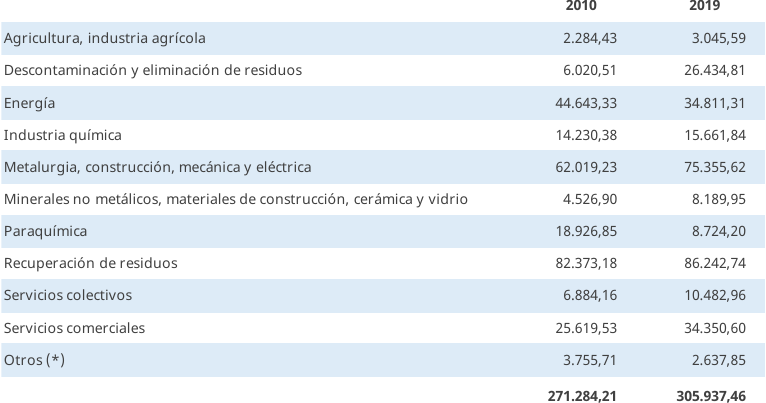 2010 2019
Agricultura, industria agrícola 2.284,43 3.045,59
Descontaminación y eliminación de residuos 6.020,51 26.434,81
Energía 44.643,33 34.811,31
Industria química 14.230,38 15.661,84
Metalurgia, construcción, mecánica y eléctrica 62.019,23 75.355,62
Minerales no metálicos, materiales de construcción, cerámica y vidrio 4.526,90 8.189,95
Paraquímica 18.926,85 8.724,20
Recuperación de residuos 82.373,18 86.242,74
Servicios colectivos 6.884,16 10.482,96
Servicios comerciales 25.619,53 34.350,60
Otros (*) 3.755,71 2.637,85
271.284,21 305.937,46